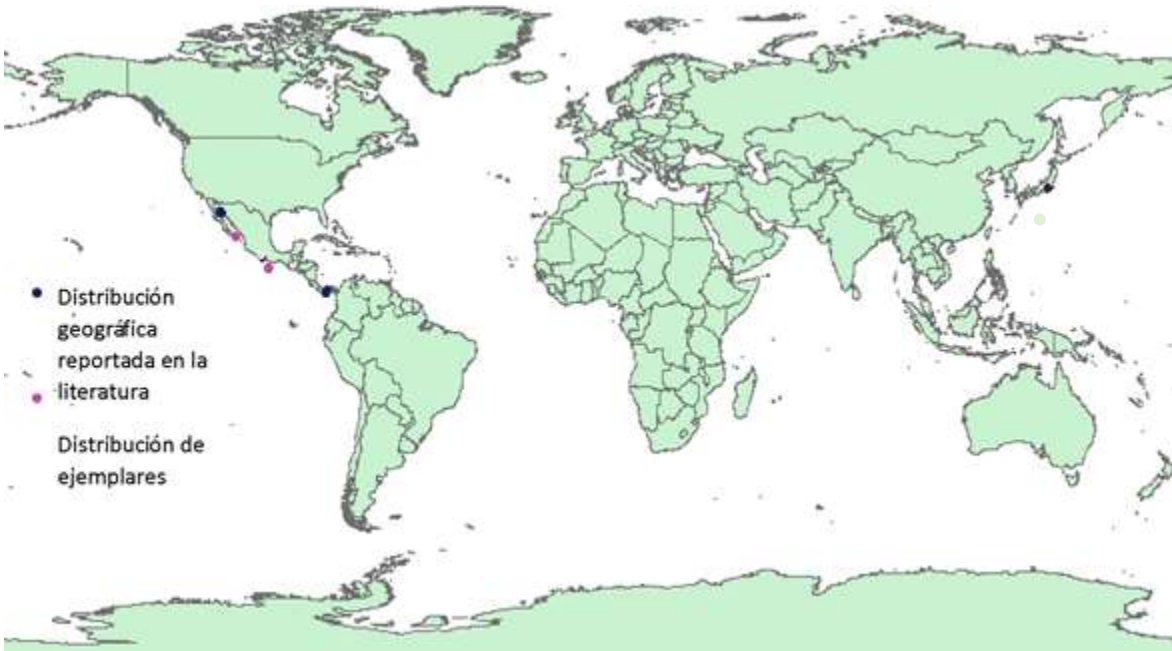 Distribución
geográfica
reportada en la
literatura
Distribución de
ejemplares